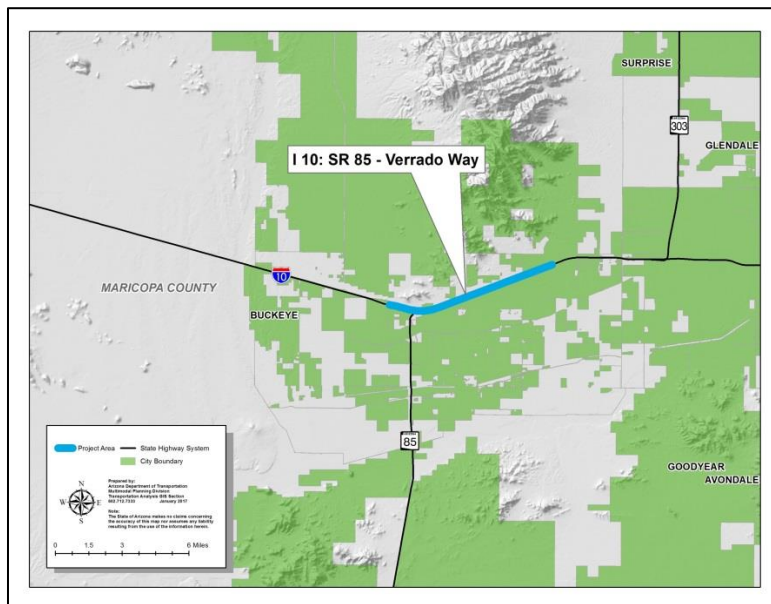 SURPRISE
303
GLENDALE
I 10: SR 85 - Verrado Way
10
MARICOPA COUNTY
BUCKEYE
85
GOODYEAR
AVONDALE
Project Area
State Highway System
City Boundary
N
W
E
S
Prepared by:
Arizona Department of Transportation
Multimodal Planning Division
Transportation Analysis GIS Section
602.712.7333 January 2017
Note:
The State of Arizona makes no claims concerning
the accuracy of this map nor assumes any liability
resulting from the use of the information herein.
0 1.5 3 6 Miles